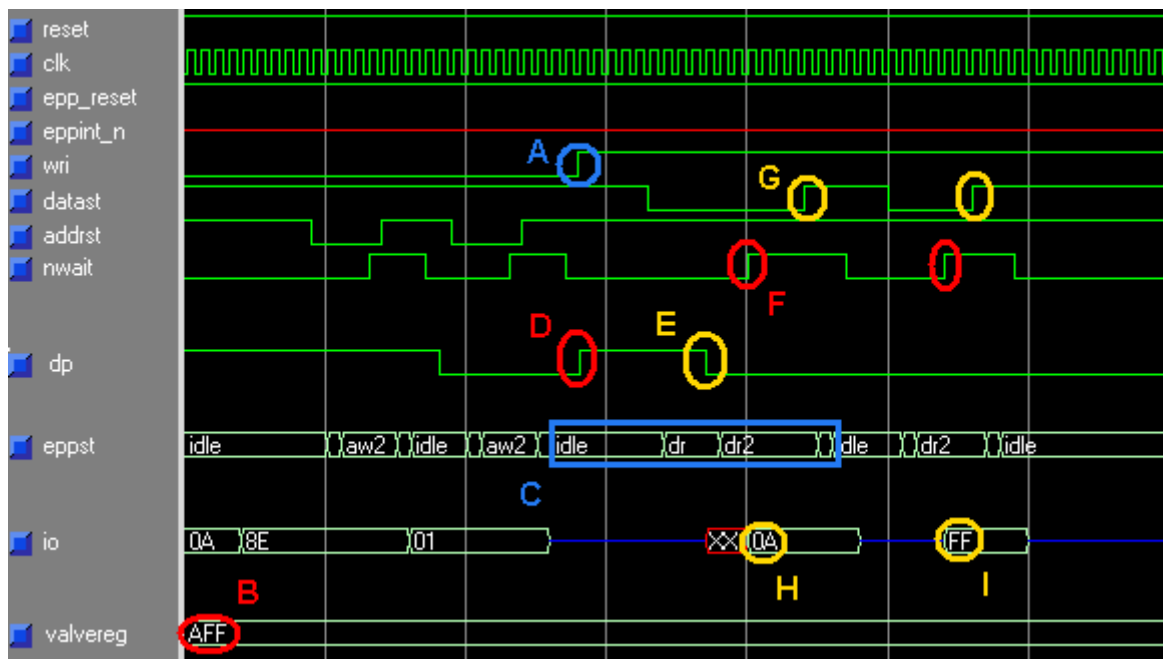 reset
clk
epp_reset
eppint_n
wri
A
datast
G
addrst
nwait
F
D
E
dp
eppst
idle
aw2
idle
aw2
idle
dr
dr2
idle
dr2
idle
C
io
0A
8E
01
XX
0A
FF
B
H
I
valvereg
AFF